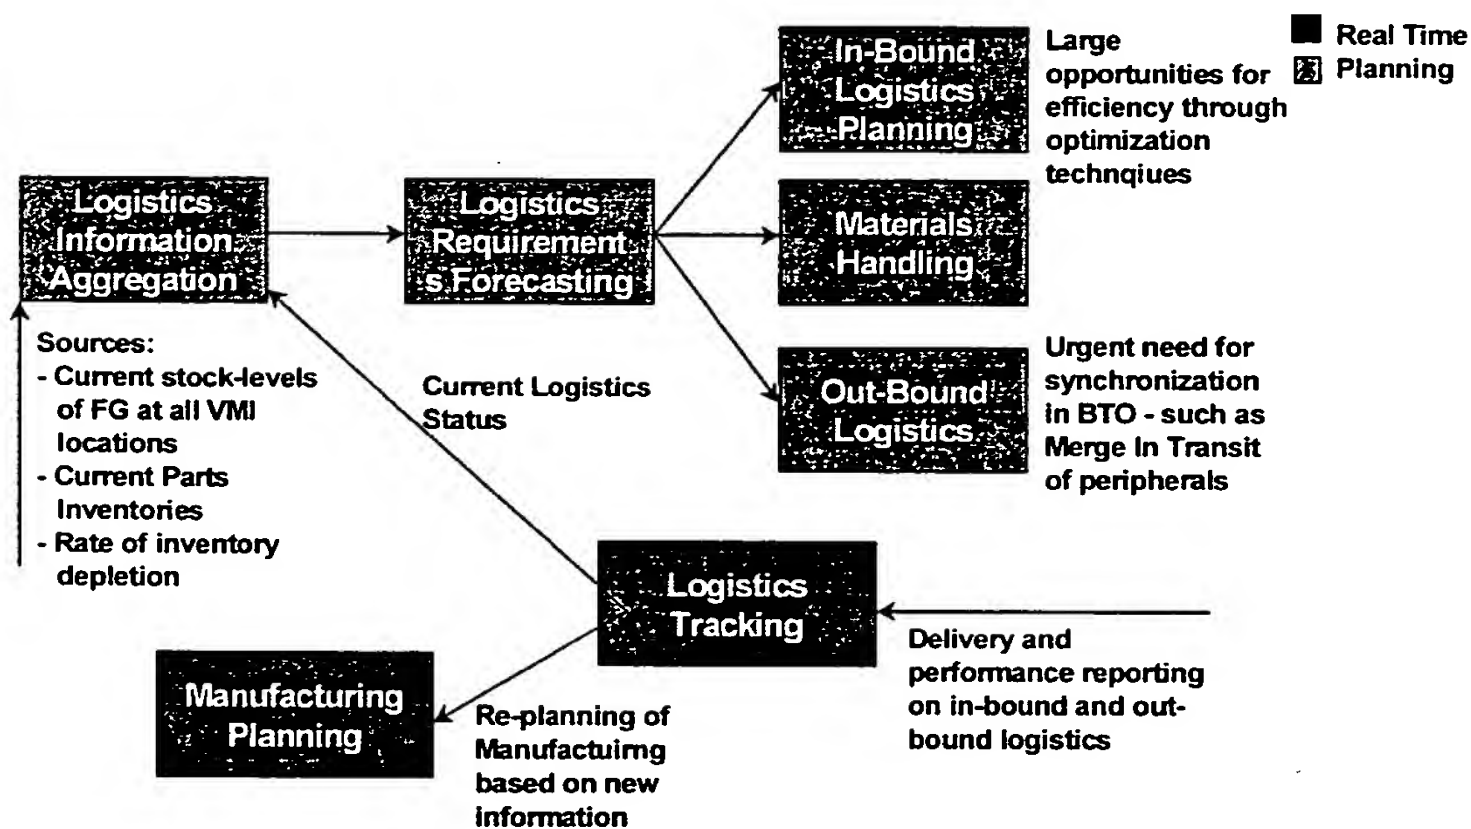 In-Bound
Logistics
Planning
Large
opportunities for
efficiency through
optimization
technqiues
Real Time
Planning
Logistics
Information
Aggregation
Logistics
Requirement
s Forecasting
Materials
Handling
Sources:
- Current stock-levels
of FG at all VMI
locations
- Current Parts
Inventories
- Rate of inventory
depletion
Current Logistics
Status
Out-Bound
Logistics
Urgent need for
synchronization
in BTO - such as
Merge In Transit
of peripherals
Logistics
Tracking
Delivery and
performance reporting
on in-bound and out-
bound logistics
Manufacturing
Planning
Re-planning of
Manufactuimg
based on new
information